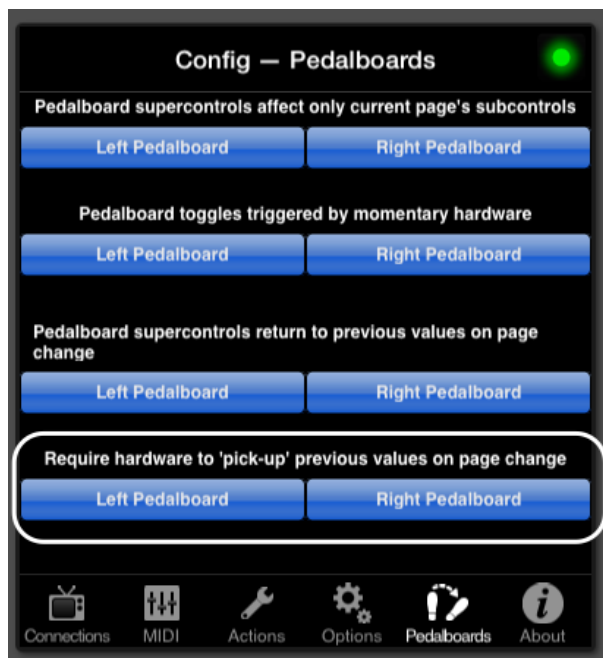 Config — Pedalboards
Pedalboard supercontrols affect only current page's subcontrols
Left Pedalboard Right Pedalboard
Pedalboard toggles triggered by momentary hardware
Left Pedalboard Right Pedalboard
Pedalboard supercontrols return to previous values on page
change
Left Pedalboard Right Pedalboard
Require hardware to 'pick-up' previous values on page change
Left Pedalboard Right Pedalboard
Connections MIDI Actions Options Pedalboards About